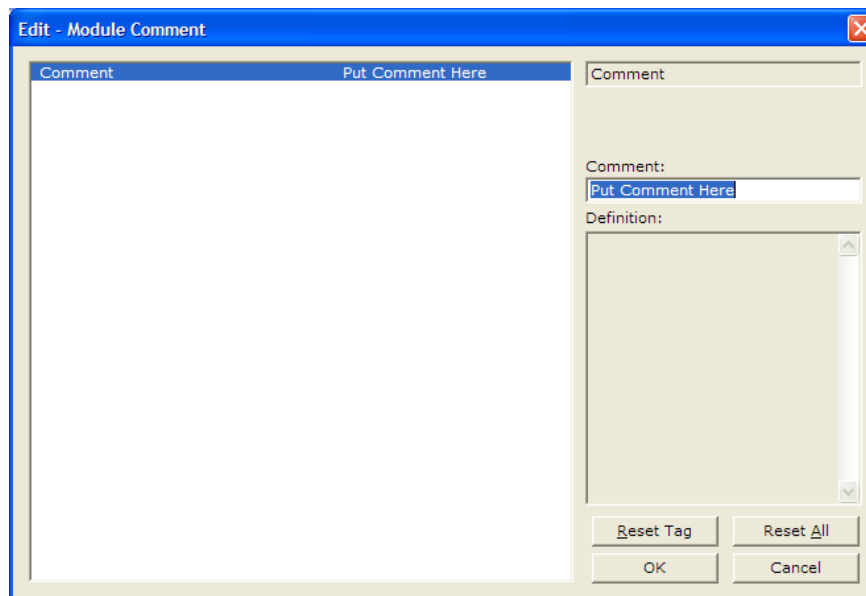 Edit - Module Comment
Comment Put Comment Here
Comment
Comment:
Put Comment Here
Definition:
Reset Tag Reset All
OK Cancel